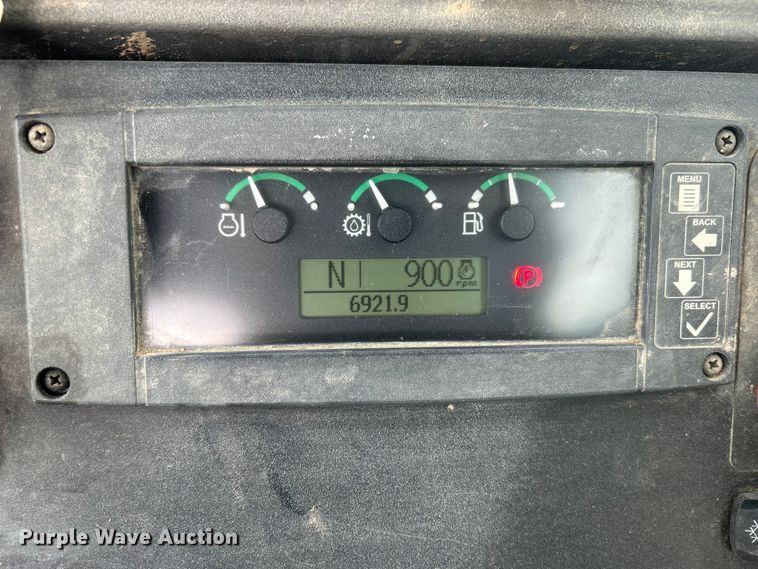 MENU
BACK
NEXT
SELECT
N 900 rpm
6921.9
P
Purple Wave Auction